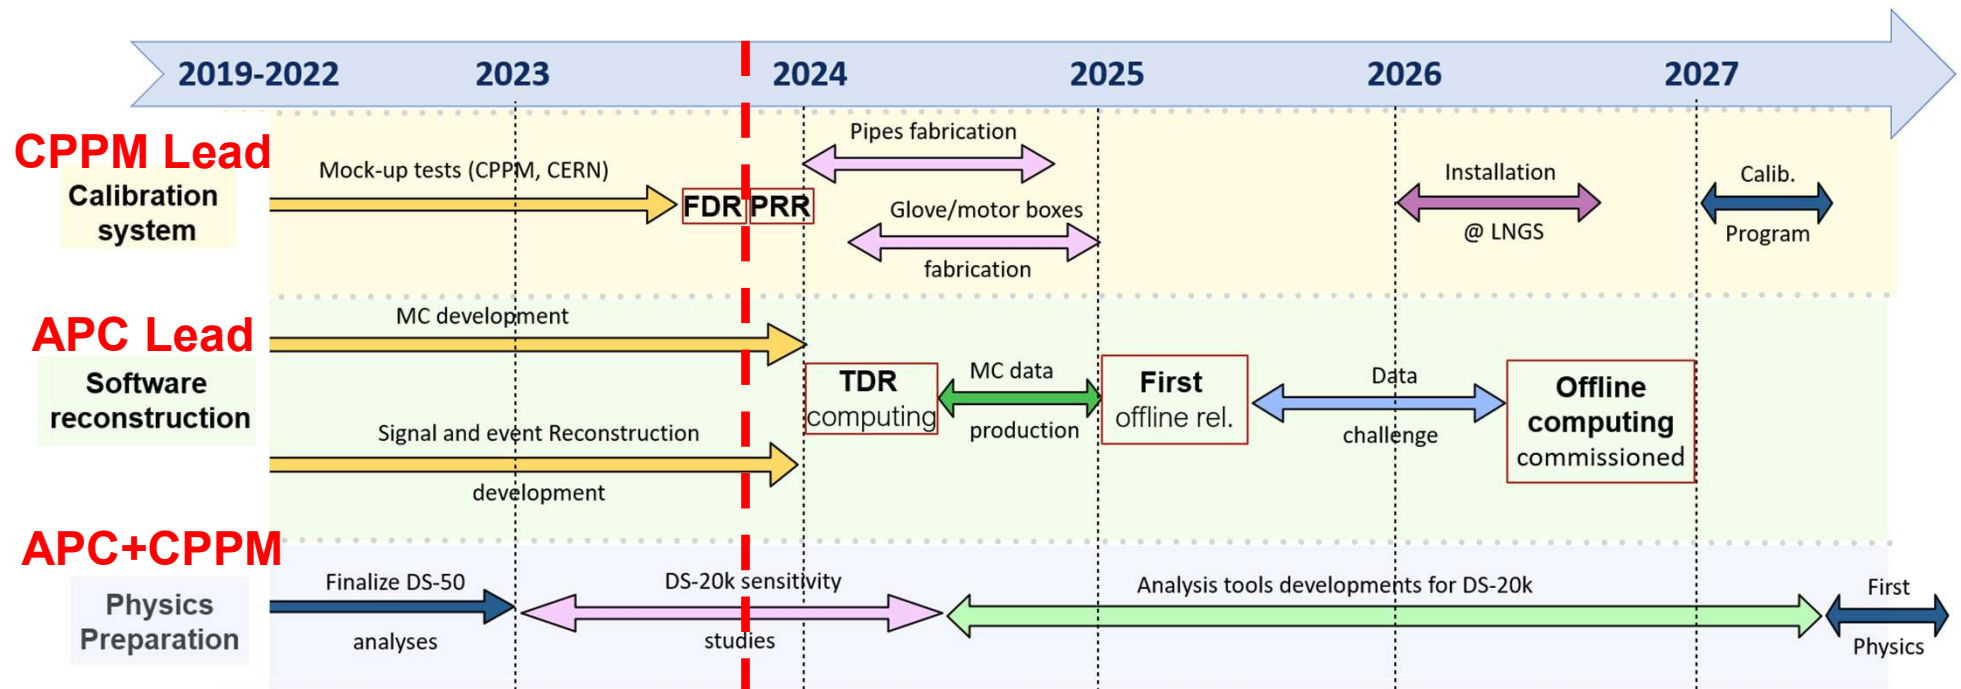 2019-2022 2023 2024 2025 2026 2027
CPPM Lead
Calibration
system
Mock-up tests (CPPM, CERN)
FDR PRR
Pipes fabrication
Glove/motor boxes
fabrication
Installation
@ LNGS
Calib.
Program
APC Lead
Software
reconstruction
MC development
Signal and event Reconstruction
development
TDR
computing
MC data
production
First
offline rel.
Data
challenge
Offline
computing
commissioned
APC+CPPM
Physics
Preparation
Finalize DS-50
analyses
DS-20k sensitivity
studies
Analysis tools developments for DS-20k
First
Physics